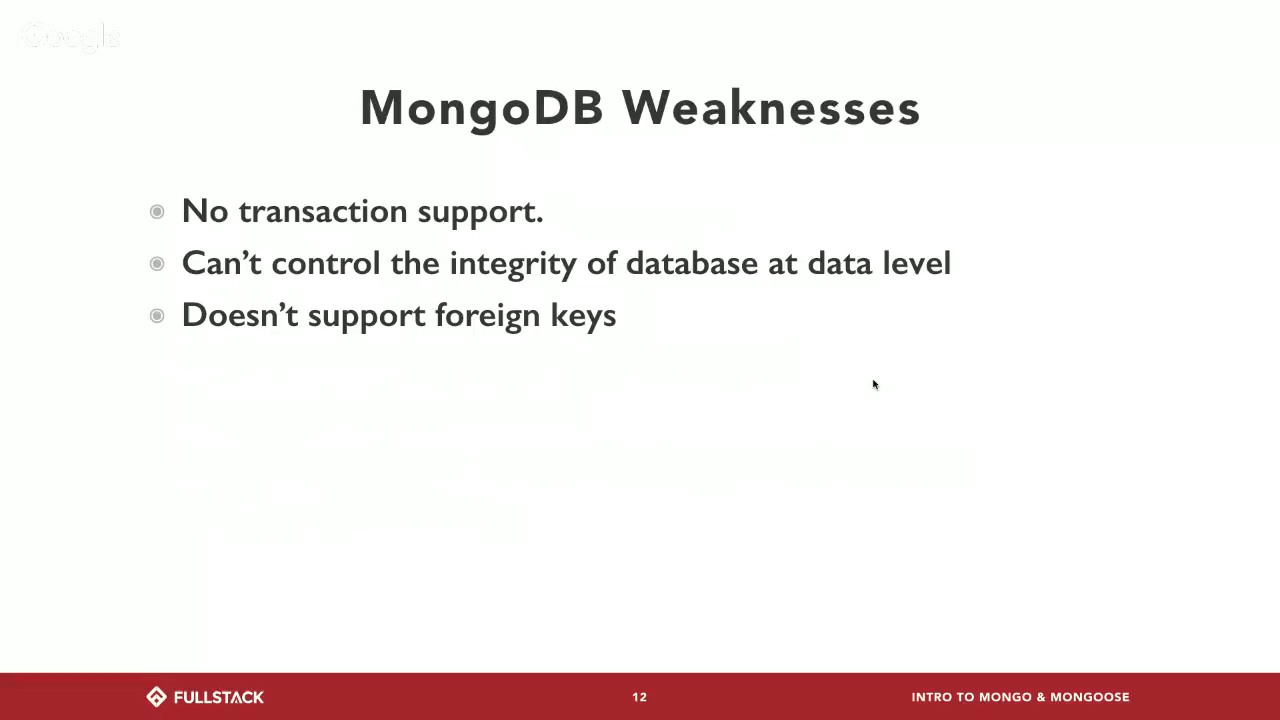 Google
MongoDB Weaknesses
No transaction support.
Can’t control the integrity of database at data level
Doesn’t support foreign keys
FULLSTACK
12
INTRO TO MONGO & MONGOOSE